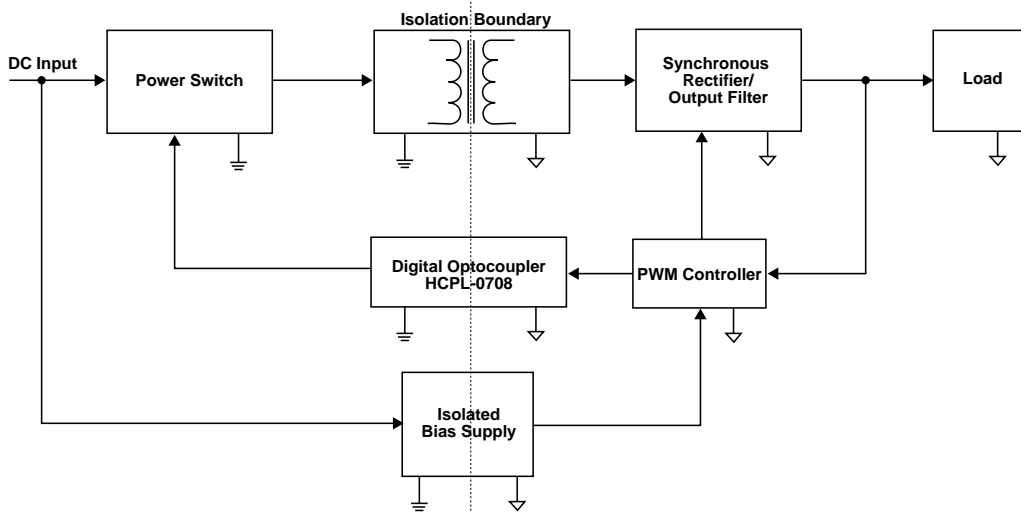 Isolation Boundary
DC Input
Power Switch
Synchronous
Rectifier/
Output Filter
Load
Digital Optocoupler
HCPL-0708
PWM Controller
Isolated
Bias Supply